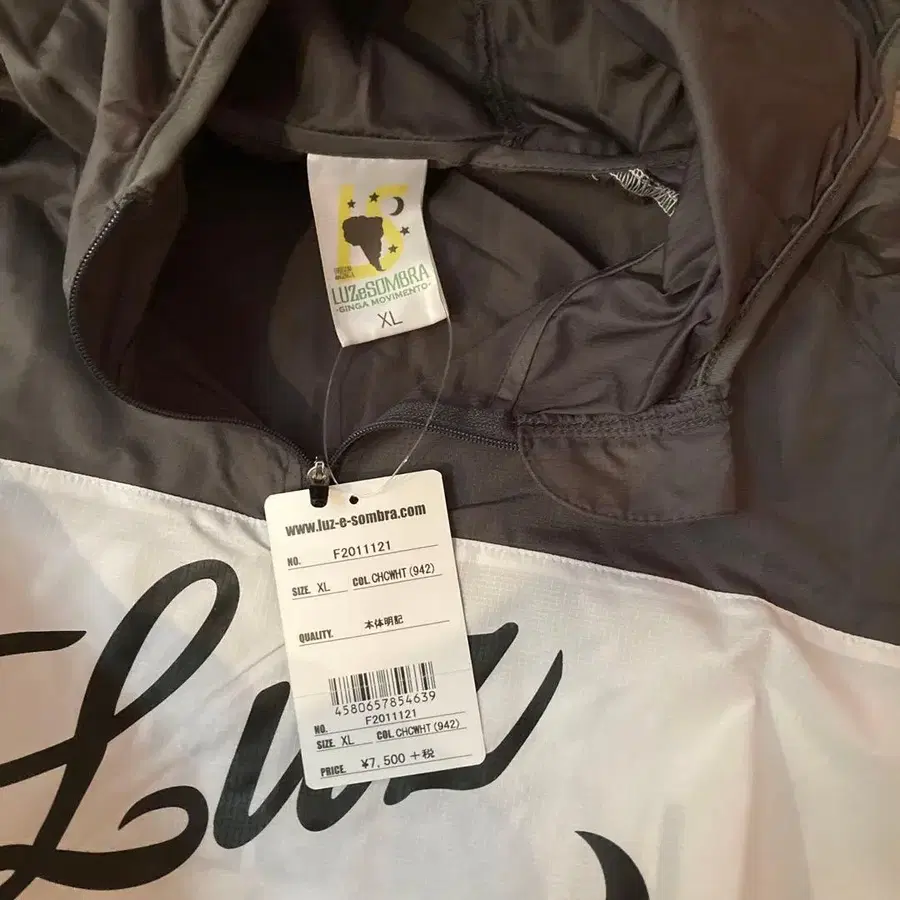 LUZeSOMBRA
-GINGA MOVIMENTO-
XL
www.luz-e-sombra.com
NO. F2011121
SIZE. XL COL. CHCWHT (942)
QUALITY. 本体明記
4580657854639
NO. F2011121
SIZE. XL COL. CHCWHT (942)
PRICE. ¥7,500 +税
Luz